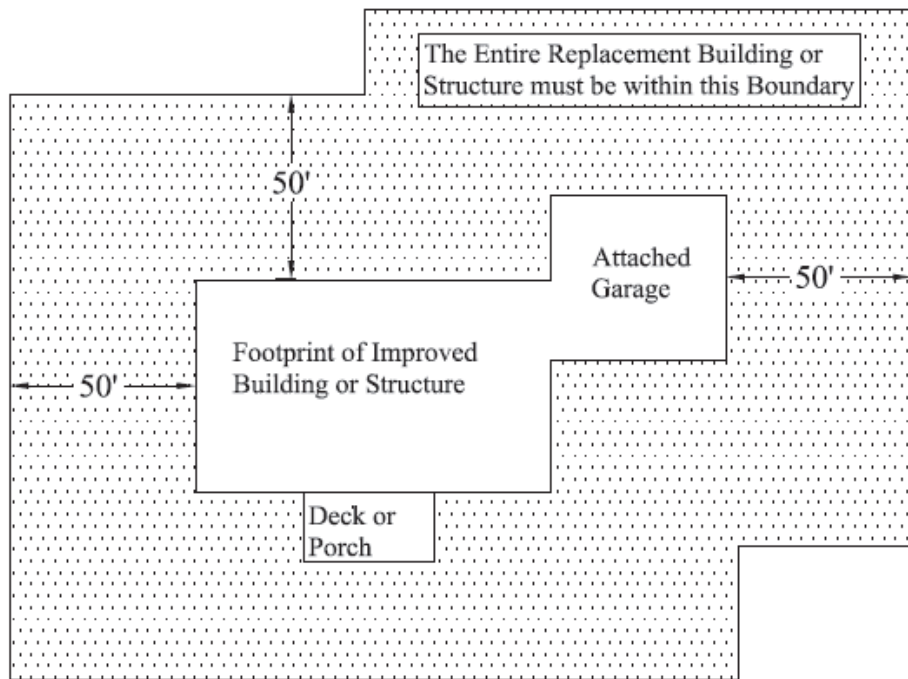 The Entire Replacement Building or
Structure must be within this Boundary
50'
Attached
Garage
50'
Footprint of Improved
Building or Structure
50'
Deck or
Porch